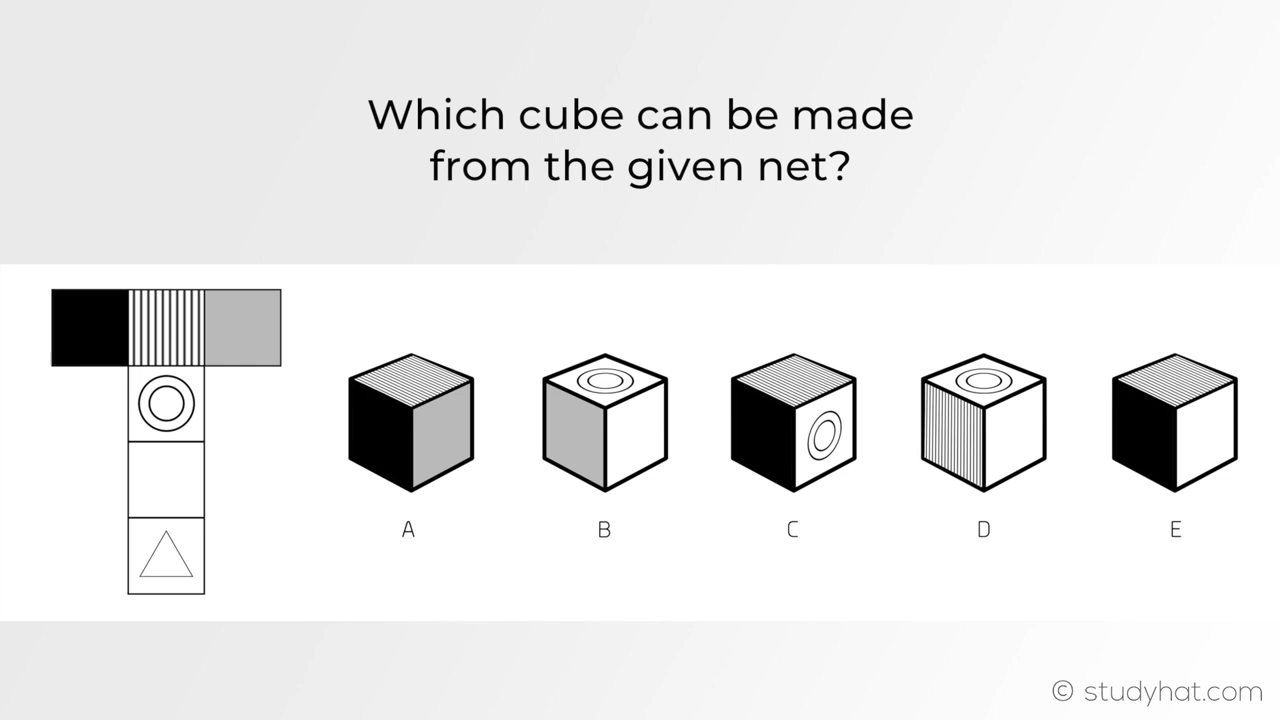 Which cube can be made
from the given net?
A
B
C
D
E
© studyhat.com